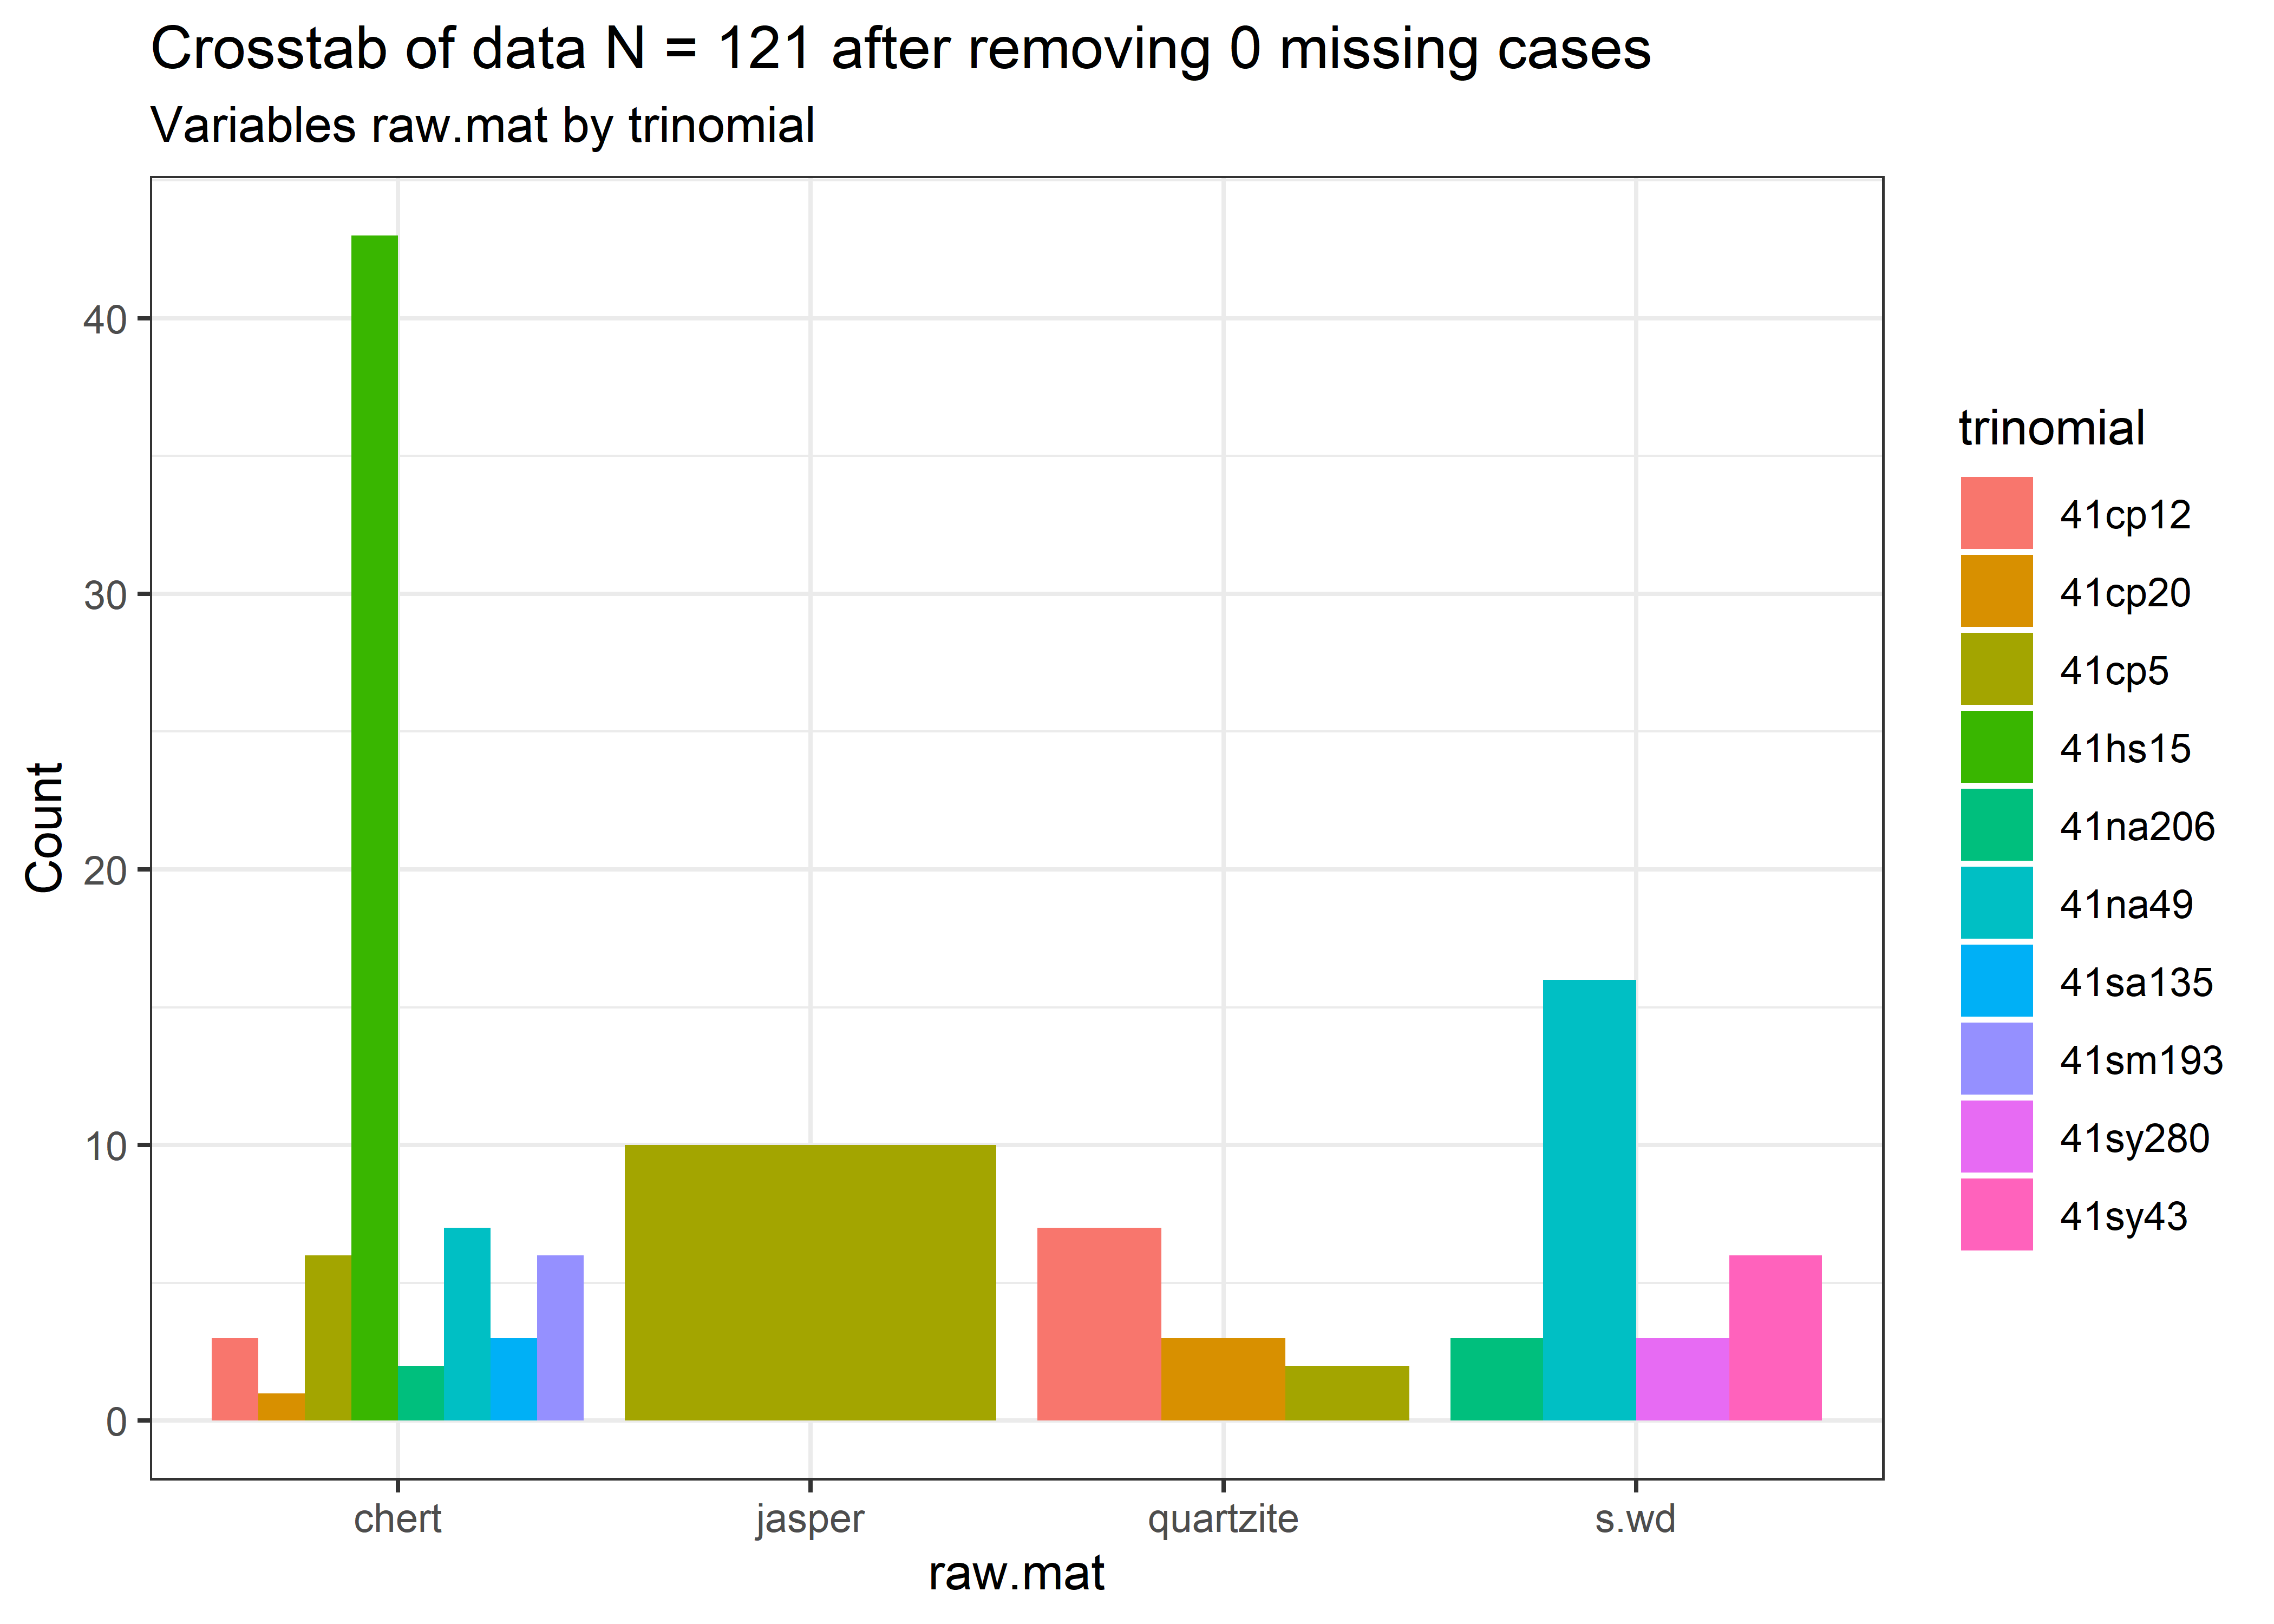 Crosstab of data N = 121 after removing 0 missing cases
Variables raw.mat by trinomial
Count
40
30
20
10
0
chert
jasper
quartzite
s.wd
raw.mat
trinomial
41cp12
41cp20
41cp5
41hs15
41na206
41na49
41sa135
41sm193
41sy280
41sy43